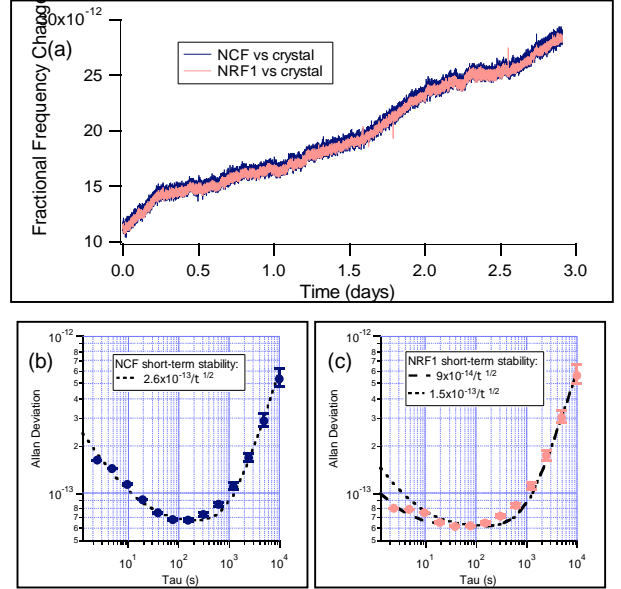 30x10-12
(a)
NCF vs crystal
NRF1 vs crystal
25
20
15
10
Fractional Frequency Change
0.0 0.5 1.0 1.5 2.0 2.5 3.0
Time (days)
(b)
10-12
8
7
6
5
4
3
2
10-13
8
7
6
5
NCF short-term stability:
2.6x10-13/t 1/2
Allan Deviation
101 102 103 104
Tau (s)
(c)
10-12
8
7
6
5
4
3
2
10-13
8
7
6
5
NRF1 short-term stability:
9x10-14/t 1/2
1.5x10-13/t 1/2
Allan Deviation
101 102 103 104
Tau (s)